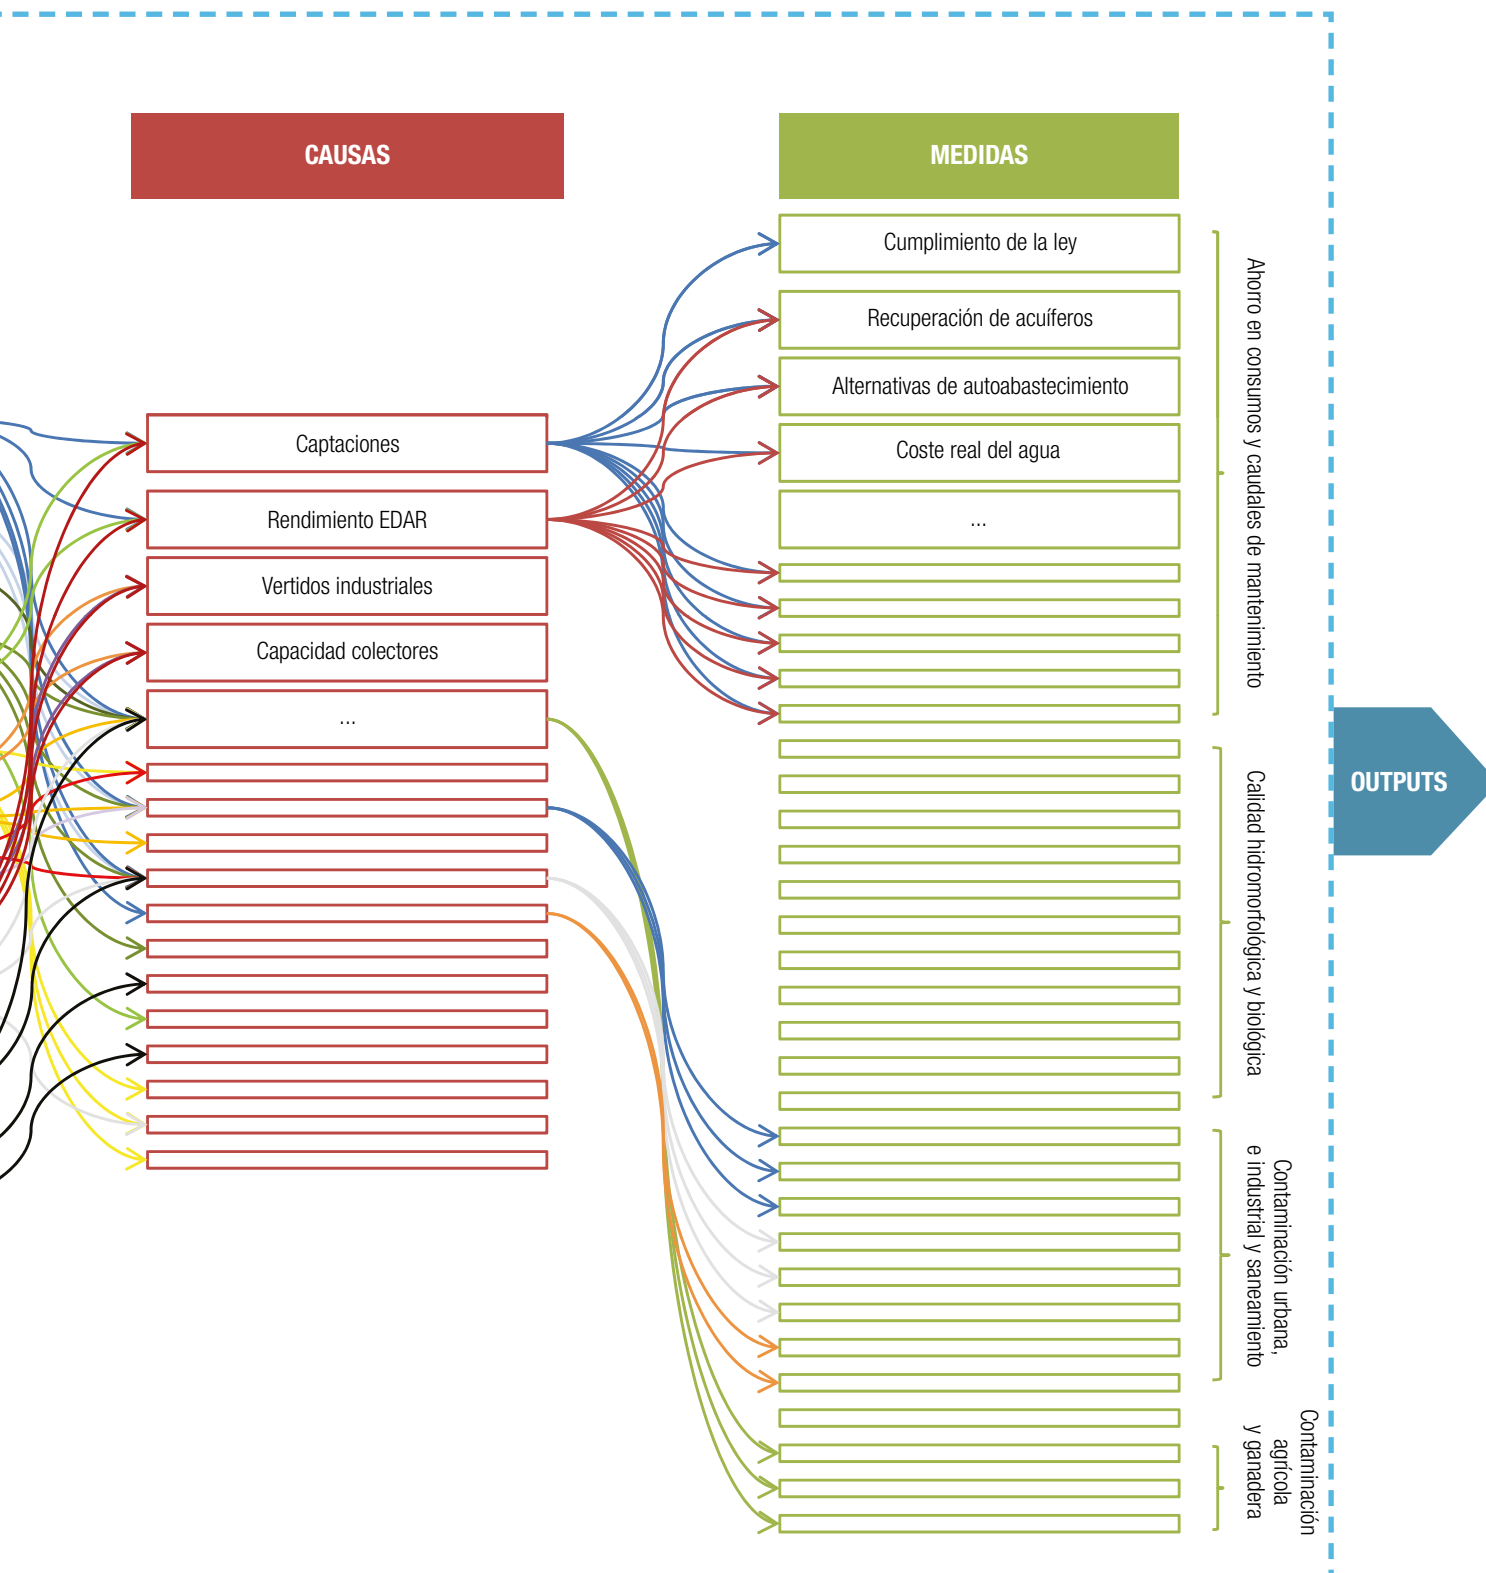 CAUSAS
MEDIDAS
Captaciones
Rendimiento EDAR
Vertidos industriales
Capacidad colectores
...
Cumplimiento de la ley
Recuperación de acuíferos
Alternativas de autoabastecimiento
Coste real del agua
...
Ahorro en consumos y caudales de mantenimiento
Calidad hidromorfológica y biológica
Contaminación urbana,
e industrial y saneamiento
Contaminación
agrícola
y ganadera
OUTPUTS